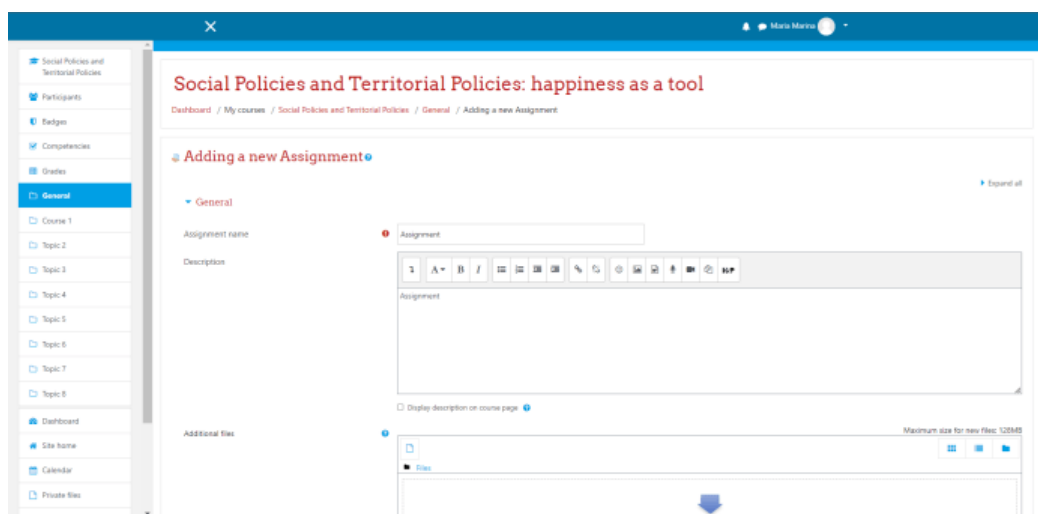 Maria Marina
Social Policies and
Territorial Policies
Participants
Badges
Competencies
Grades
General
Course 1
Topic 2
Topic 3
Topic 4
Topic 5
Topic 6
Topic 7
Topic 8
Dashboard
Site home
Calendar
Private files
Social Policies and Territorial Policies: happiness as a tool
Dashboard / My courses / Social Policies and Territorial Policies / General / Adding a new Assignment
Adding a new Assignment
Expand all
General
Assignment name
Assignment
Description
A B I
H-P
Assignment
Display description on course page
Additional files
Maximum size for new files: 128MB
Files